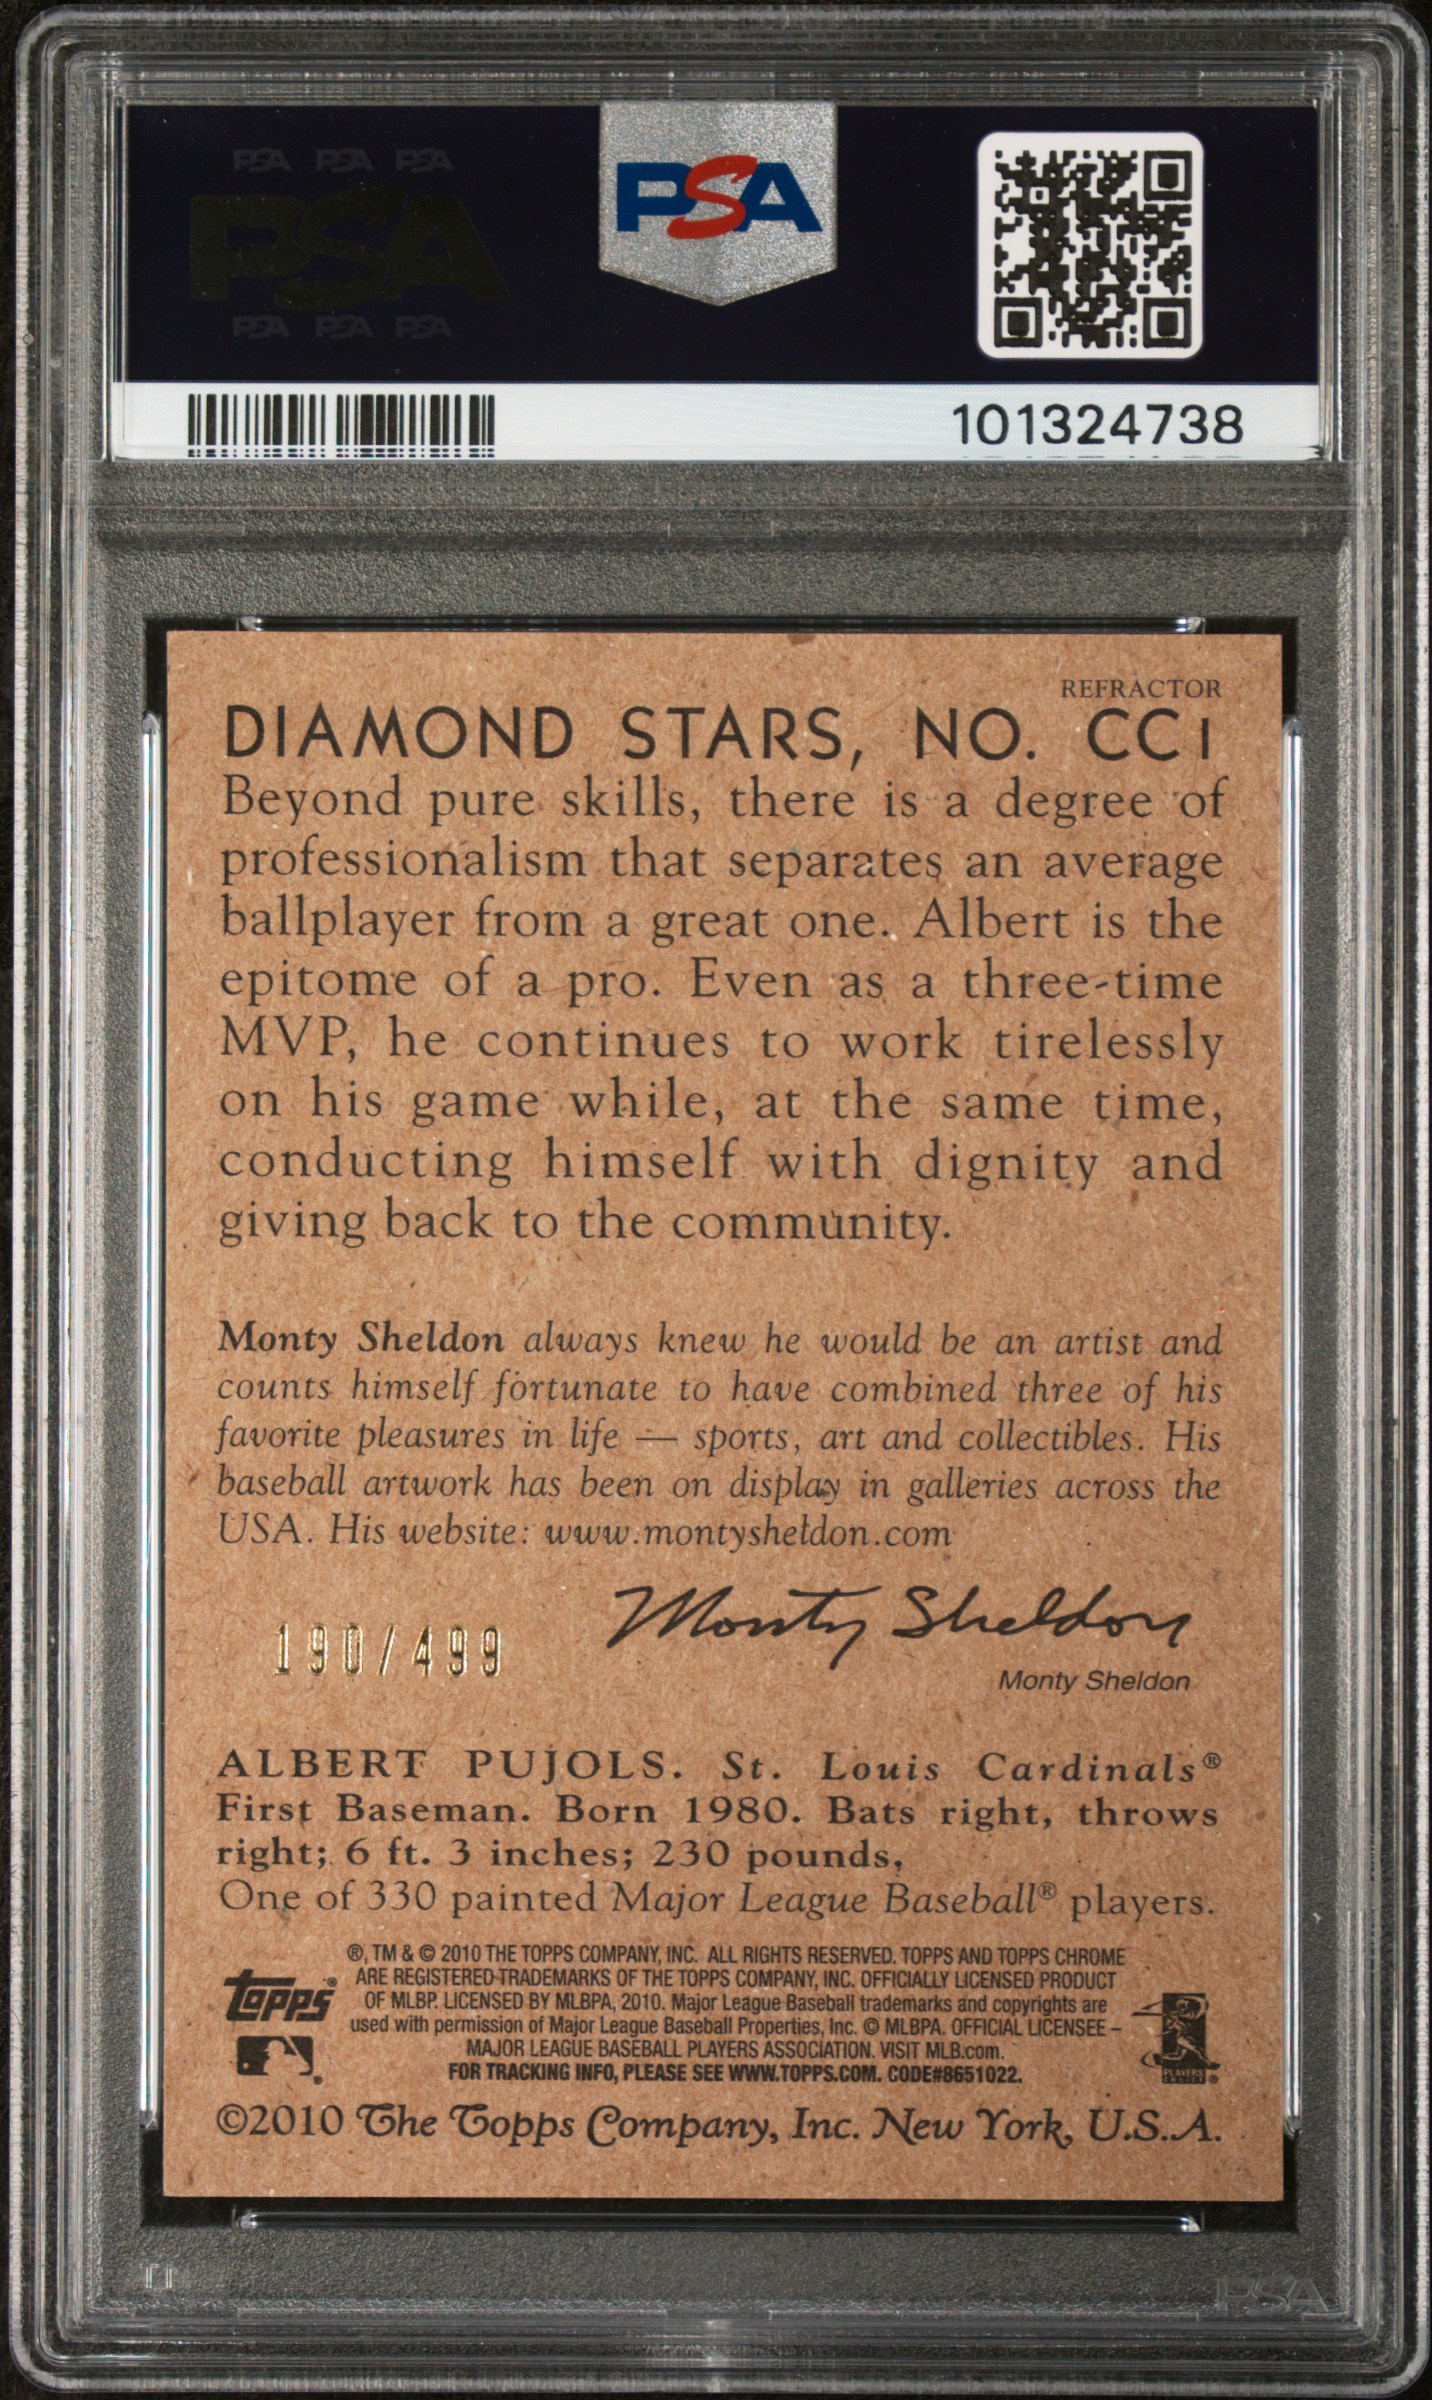 PSA PSA PSA
PSA
PSA PSA PSA
PSA
101324738
REFRACTOR
DIAMOND STARS, NO. CC1
Beyond pure skills, there is a degree of
professionalism that separates an average
ballplayer from a great one. Albert is the
epitome of a pro. Even as a three-time
MVP, he continues to work tirelessly
on his game while, at the same time,
conducting himself with dignity and
giving back to the community.
Monty Sheldon always knew he would be an artist and
counts himself fortunate to have combined three of his
favorite pleasures in life — sports, art and collectibles. His
baseball artwork has been on display in galleries across the
USA. His website: www.montysheldon.com
Monty Sheldon
190/499
Monty Sheldon
ALBERT PUJOLS. St. Louis Cardinals®
First Baseman. Born 1980. Bats right, throws
right; 6 ft. 3 inches; 230 pounds,
One of 330 painted Major League Baseball® players.
®, TM & © 2010 THE TOPPS COMPANY, INC. ALL RIGHTS RESERVED. TOPPS AND TOPPS CHROME
ARE REGISTERED TRADEMARKS OF THE TOPPS COMPANY, INC. OFFICIALLY LICENSED PRODUCT
OF MLBP. LICENSED BY MLBPA, 2010. Major League Baseball trademarks and copyrights are
used with permission of Major League Baseball Properties, Inc. © MLBPA. OFFICIAL LICENSEE –
MAJOR LEAGUE BASEBALL PLAYERS ASSOCIATION. VISIT MLB.com.
FOR TRACKING INFO, PLEASE SEE WWW.TOPPS.COM. CODE#8651022.
topps®
PLAYERS CHOICE®
©2010 The Topps Company, Inc. New York, U.S.A.
PSA